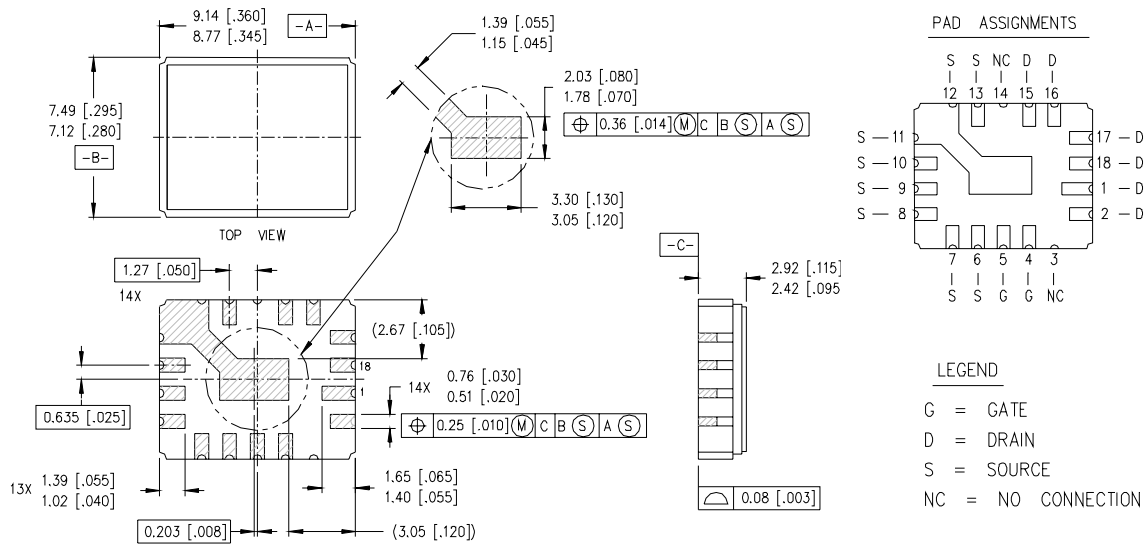 9.14 [.360]
8.77 [.345]
-A-
7.49 [.295]
7.12 [.280]
-B-
TOP VIEW
1.39 [.055]
1.15 [.045]
2.03 [.080]
1.78 [.070]
⌖ 0.36 [.014] Ⓜ C B Ⓢ A Ⓢ
3.30 [.130]
3.05 [.120]
1.27 [.050]
14X
(2.67 [.105])
18
1
0.635 [.025]
14X
0.76 [.030]
0.51 [.020]
⌖ 0.25 [.010] Ⓜ C B Ⓢ A Ⓢ
13X 1.39 [.055]
1.02 [.040]
1.65 [.065]
1.40 [.055]
0.203 [.008]
(3.05 [.120])
-C-
2.92 [.115]
2.42 [.095
⌓ 0.08 [.003]
PAD ASSIGNMENTS
S S NC D D
12 13 14 15 16
S — 11
S — 10
S — 9
S — 8
17 — D
18 — D
1 — D
2 — D
7 6 5 4 3
S S G G NC
LEGEND
G = GATE
D = DRAIN
S = SOURCE
NC = NO CONNECTION